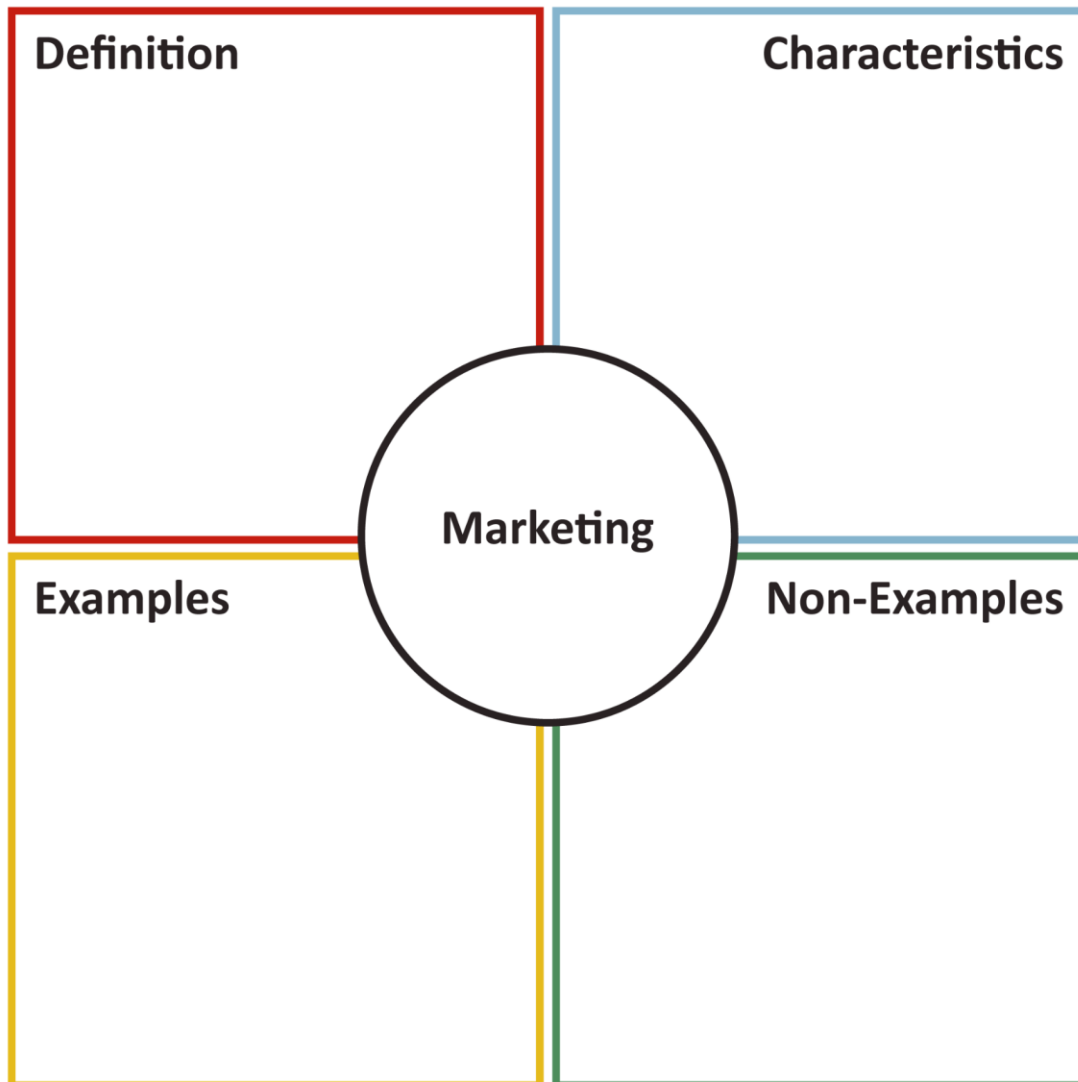 Definition
Characteristics
Marketing
Examples
Non-Examples